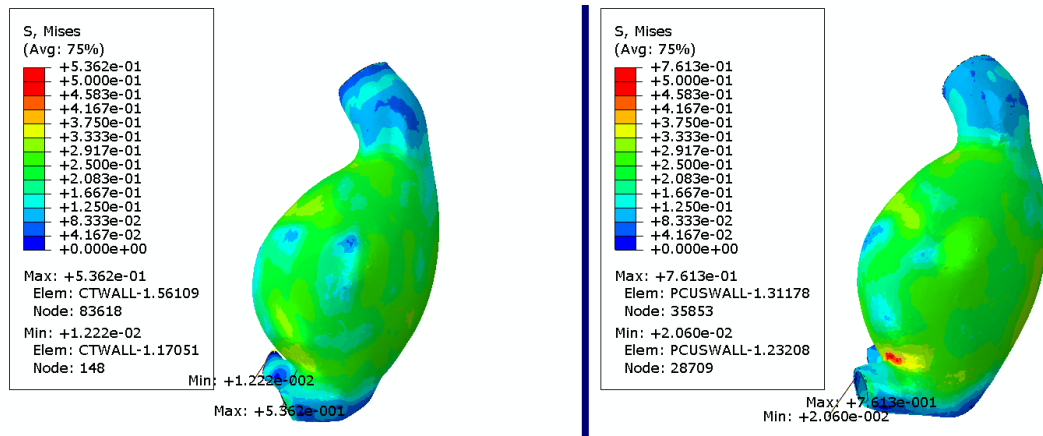 S, Mises
(Avg: 75%)
+5.362e-01
+5.000e-01
+4.583e-01
+4.167e-01
+3.750e-01
+3.333e-01
+2.917e-01
+2.500e-01
+2.083e-01
+1.667e-01
+1.250e-01
+8.333e-02
+4.167e-02
+0.000e+00
Max: +5.362e-01
Elem: CTWALL-1.56109
Node: 83618
Min: +1.222e-02
Elem: CTWALL-1.17051
Node: 148
Min: +1.222e-002
Max: +5.362e-001
S, Mises
(Avg: 75%)
+7.613e-01
+5.000e-01
+4.583e-01
+4.167e-01
+3.750e-01
+3.333e-01
+2.917e-01
+2.500e-01
+2.083e-01
+1.667e-01
+1.250e-01
+8.333e-02
+4.167e-02
+0.000e+00
Max: +7.613e-01
Elem: PCUSWALL-1.31178
Node: 35853
Min: +2.060e-02
Elem: PCUSWALL-1.23208
Node: 28709
Max: +7.613e-001
Min: +2.060e-002